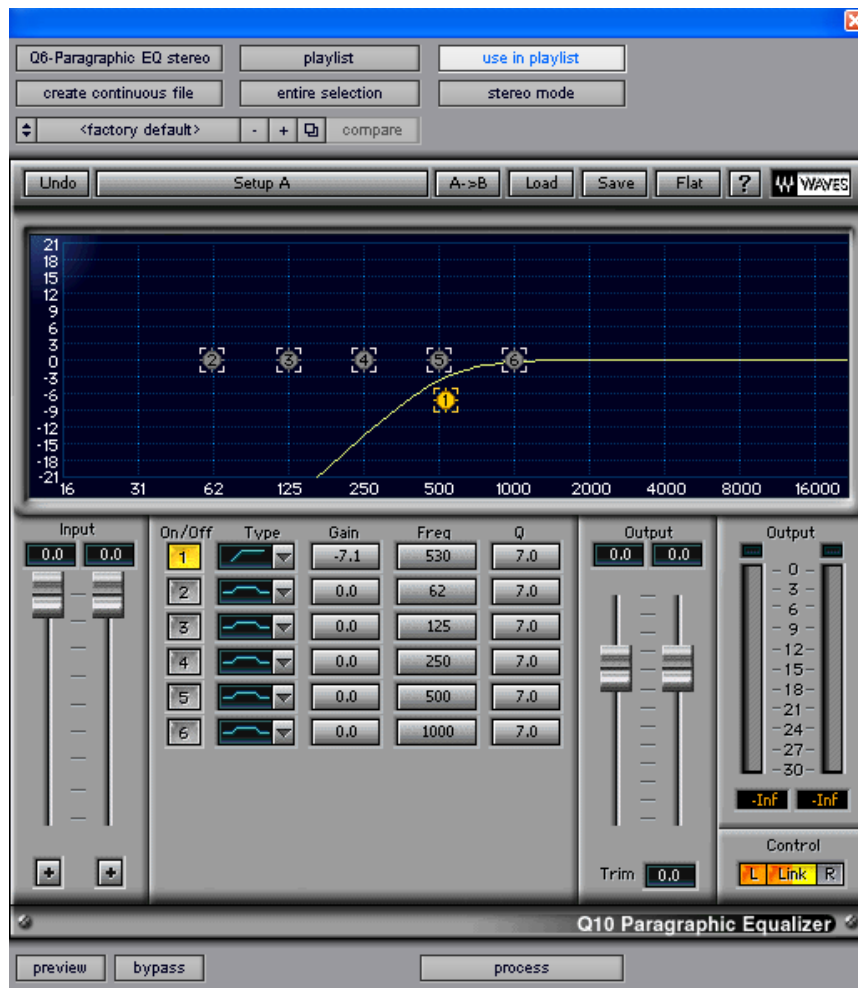 Q6-Paragraphic EQ stereo playlist use in playlist
create continuous file entire selection stereo mode
<factory default> - + compare
Undo Setup A A->B Load Save Flat ? WAVES
21
18
15
12
9
6
3
0
-3
-6
-9
-12
-15
-18
-21
2 3 4 5 6
1
16 31 62 125 250 500 1000 2000 4000 8000 16000
Input
0.0 0.0
On/Off Type Gain Freq Q
1 -7.1 530 7.0
2 0.0 62 7.0
3 0.0 125 7.0
4 0.0 250 7.0
5 0.0 500 7.0
6 0.0 1000 7.0
+ +
Output
0.0 0.0
Trim 0.0
Output
- 0 -
- 3 -
- 6 -
- 9 -
-12-
-15-
-18-
-21-
-24-
-27-
-30-
-Inf -Inf
Control
L Link R
Q10 Paragraphic Equalizer
preview bypass process